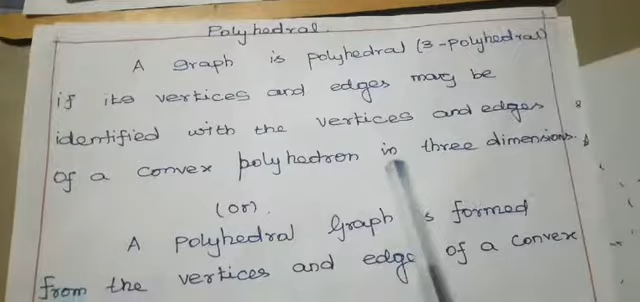 Polyhedral.
A graph is polyhedral (3-polyhedral)
if its vertices and edges may be
identified with the vertices and edges
of a convex polyhedron in three dimensions.
(or).
A polyhedral graph is formed
from the vertices and edge of a convex